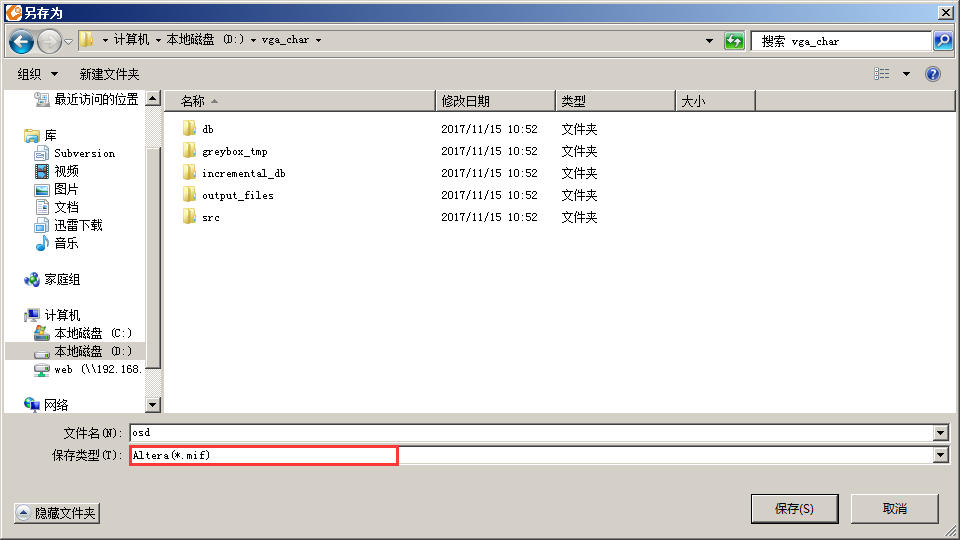 另存为
计算机 本地磁盘 (D:) vga_char
搜索 vga_char
组织 新建文件夹
名称 修改日期 类型 大小
最近访问的位置
库
Subversion
视频
图片
文档
迅雷下载
音乐
家庭组
计算机
本地磁盘 (C:)
本地磁盘 (D:)
web (\\192.168.
网络
db 2017/11/15 10:52 文件夹
greybox_tmp 2017/11/15 10:52 文件夹
incremental_db 2017/11/15 10:52 文件夹
output_files 2017/11/15 10:52 文件夹
src 2017/11/15 10:52 文件夹
文件名(N): osd
保存类型(T): Altera(*.mif)
隐藏文件夹
保存(S) 取消